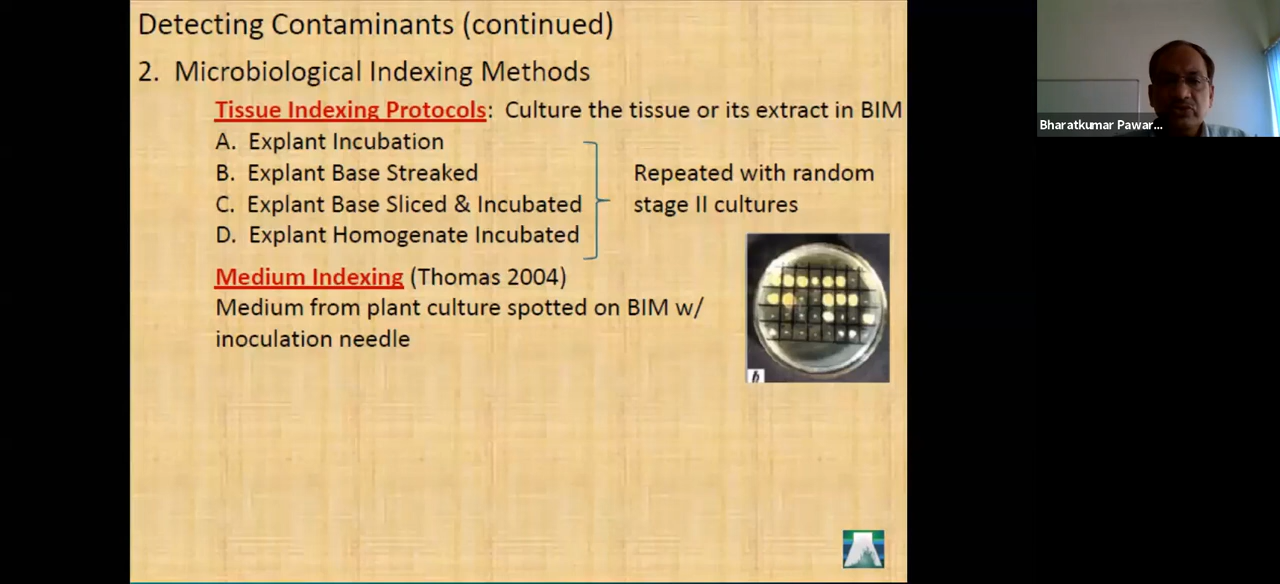 Detecting Contaminants (continued)
2. Microbiological Indexing Methods
Tissue Indexing Protocols: Culture the tissue or its extract in BIM
A. Explant Incubation
B. Explant Base Streaked
C. Explant Base Sliced & Incubated
D. Explant Homogenate Incubated
Repeated with random
stage II cultures
Medium Indexing (Thomas 2004)
Medium from plant culture spotted on BIM w/
inoculation needle
b
Bharatkumar Pawar...